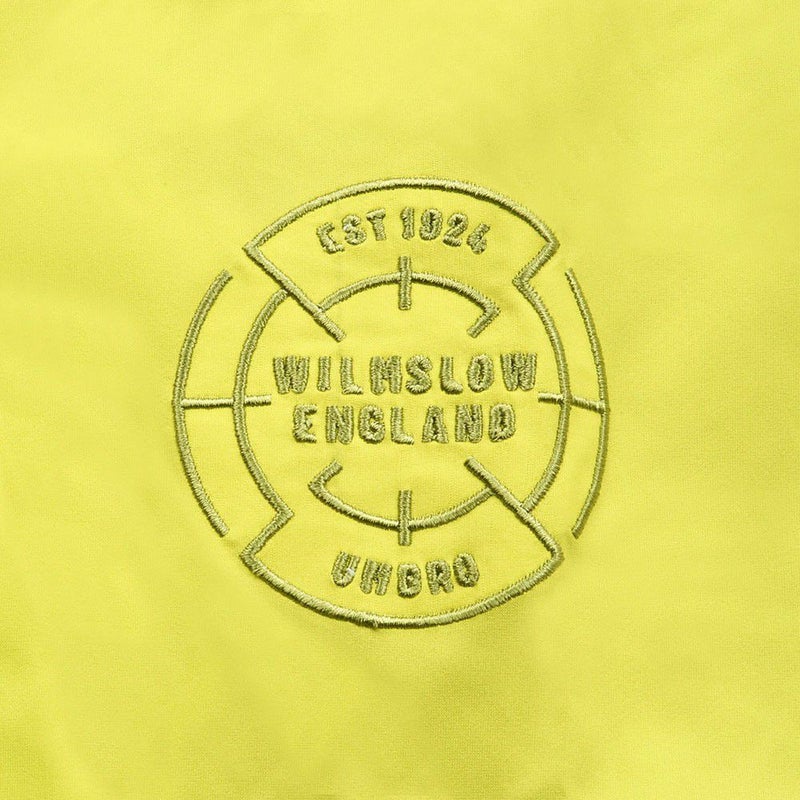 EST 1924
WILMSLOW
ENGLAND
UMBRO